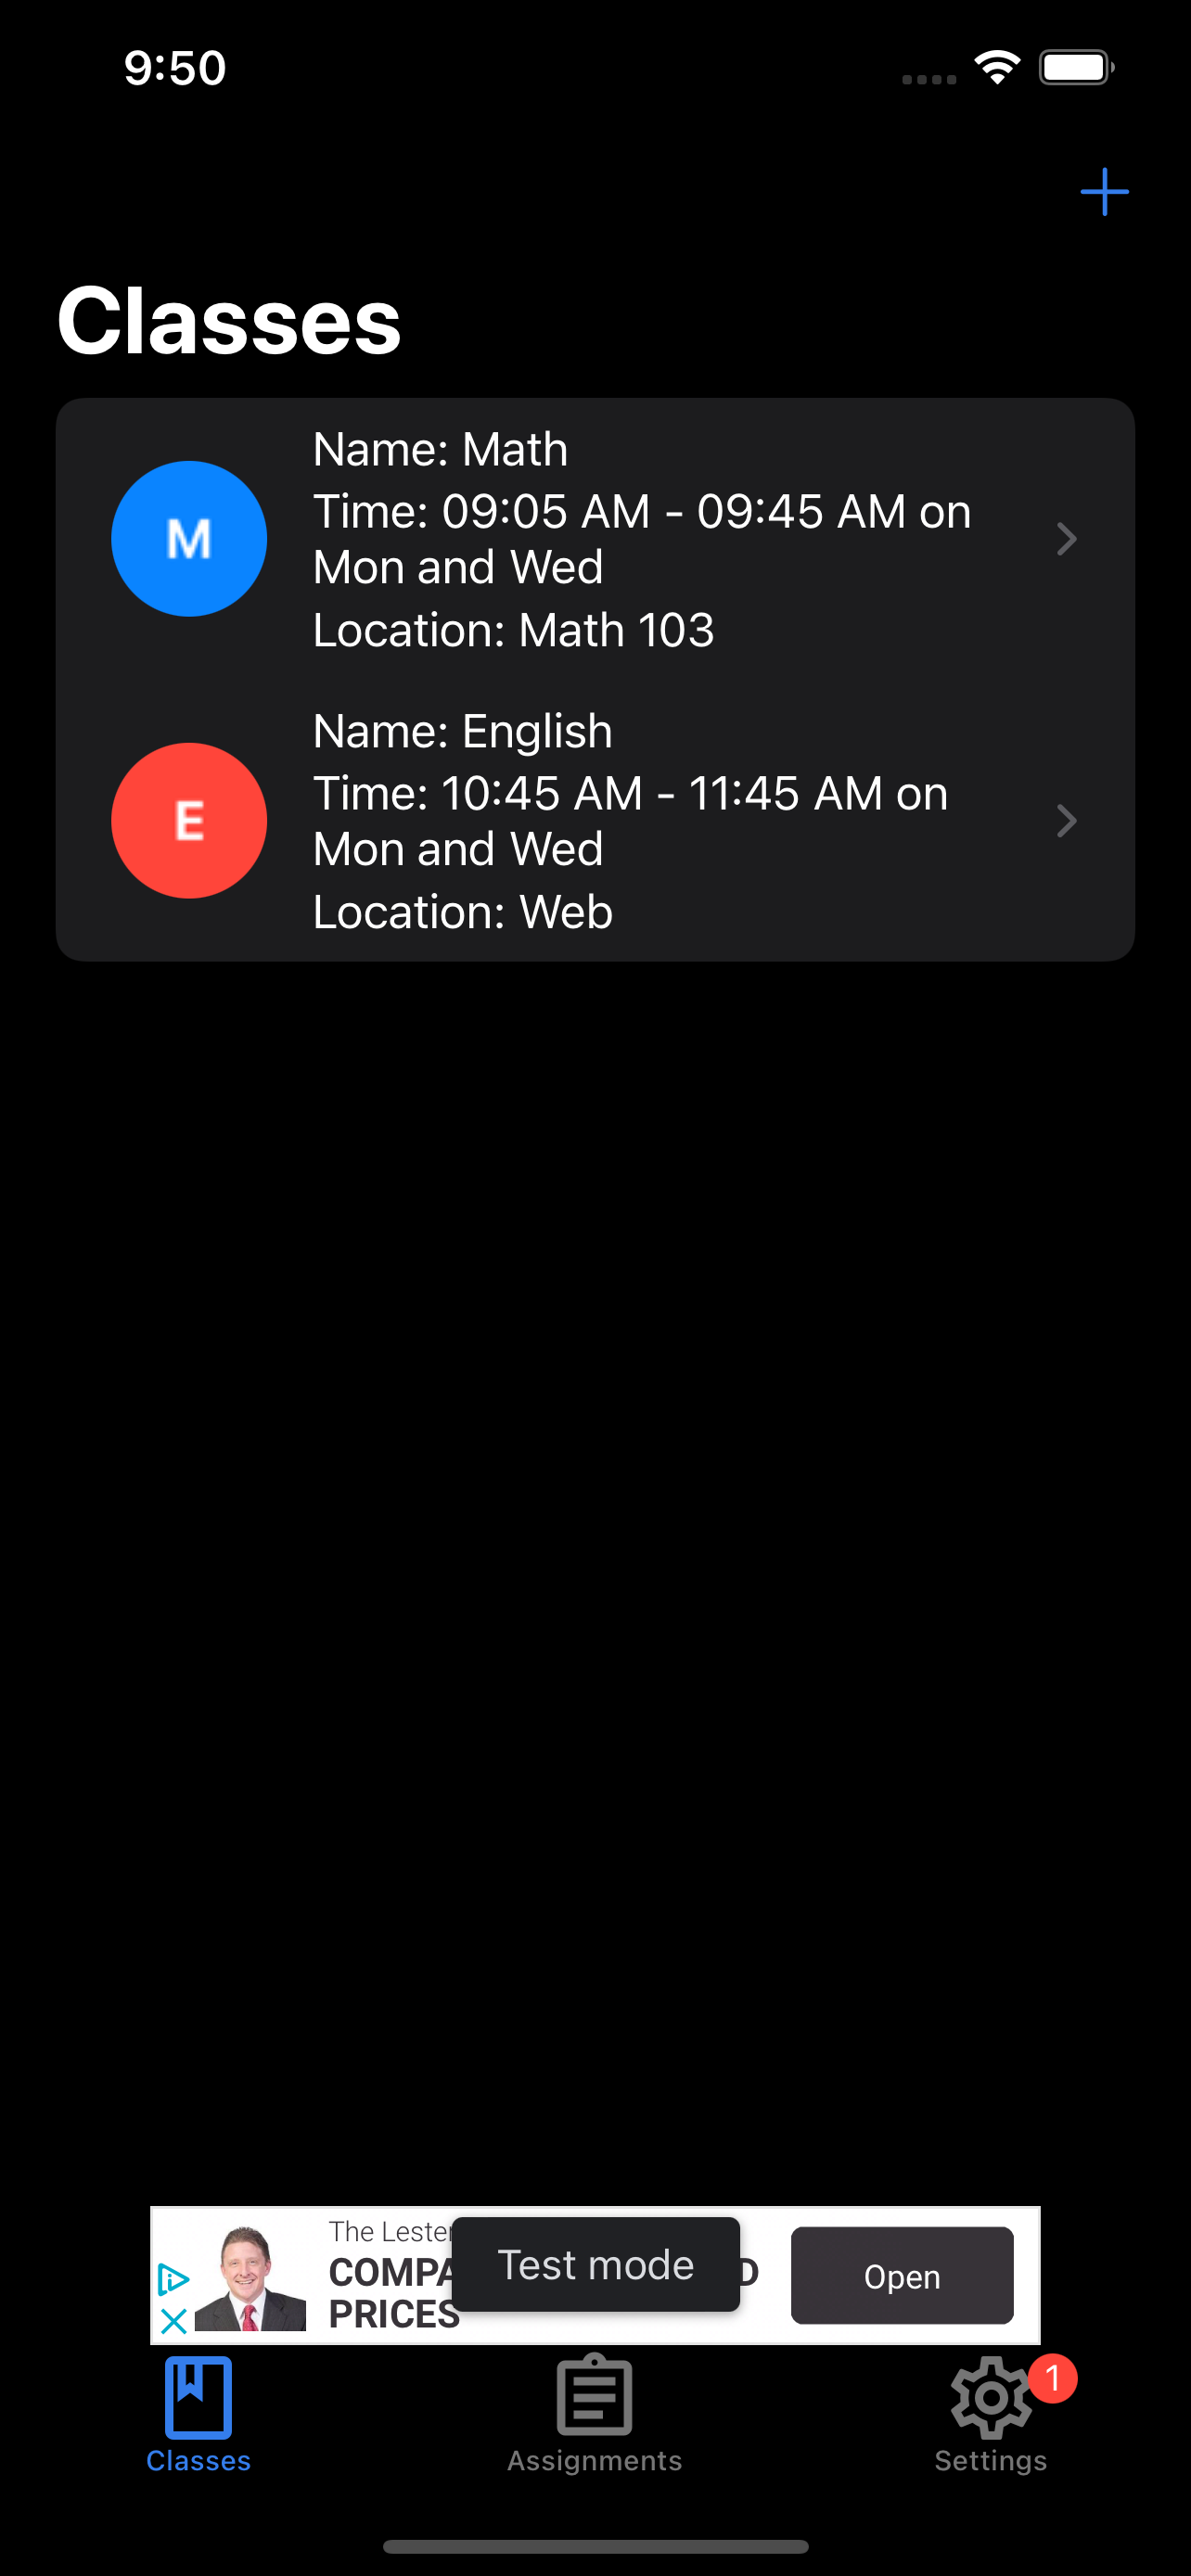 9:50
Classes
M
Name: Math
Time: 09:05 AM - 09:45 AM on
Mon and Wed
Location: Math 103
E
Name: English
Time: 10:45 AM - 11:45 AM on
Mon and Wed
Location: Web
The Lester
COMPA
D
PRICES
Test mode
Open
Classes
Assignments
Settings
1